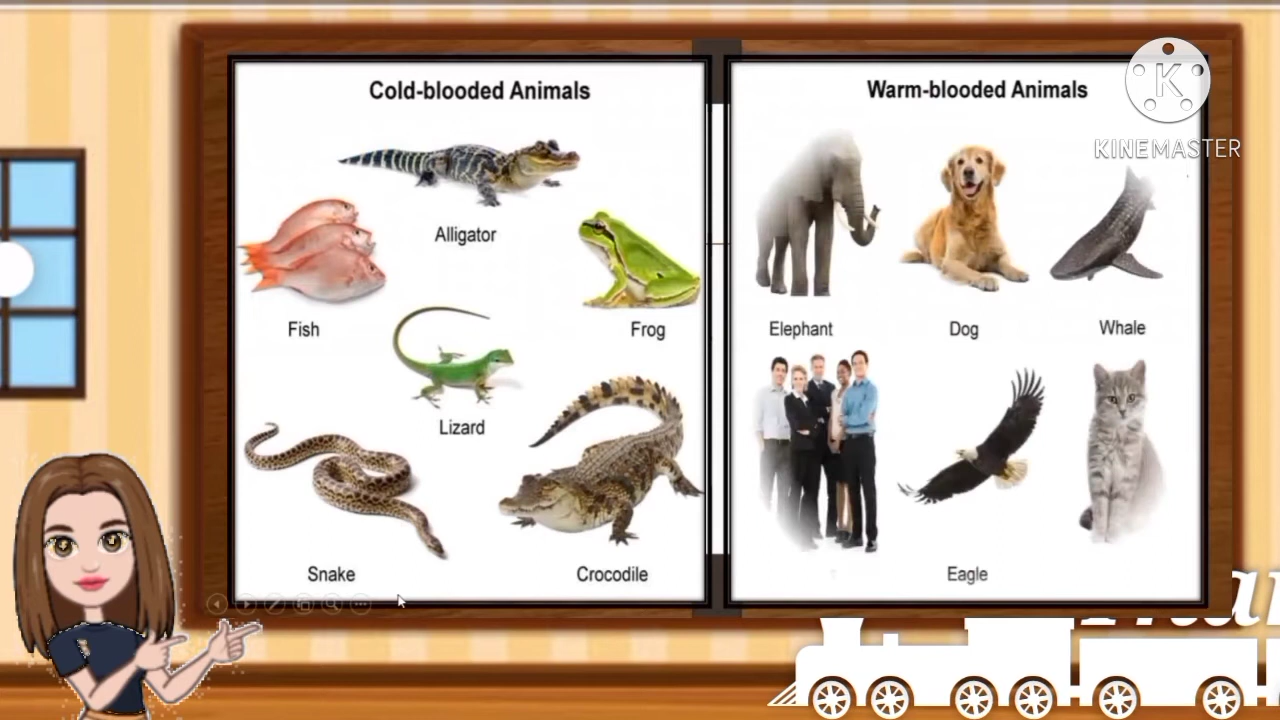 Cold-blooded Animals
Alligator
Fish
Frog
Lizard
Snake
Crocodile
Warm-blooded Animals
K
KINEMASTER
Elephant
Dog
Whale
Eagle